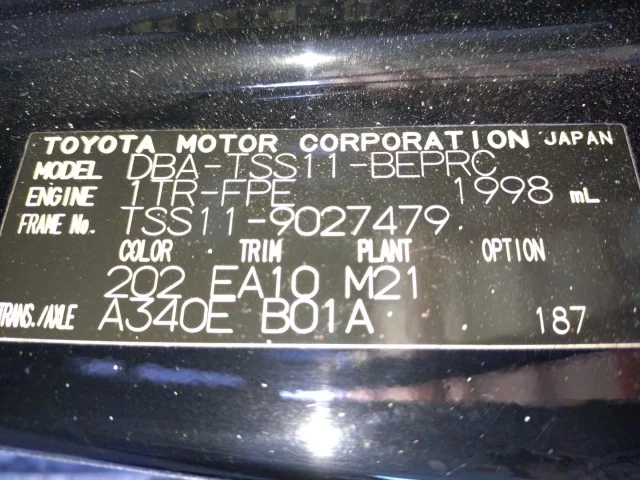 TOYOTA MOTOR CORPORATION JAPAN
MODEL DBA-TSS11-BEPRC
ENGINE 1TR-FPE 1998 mL
FRAME No. TSS11-9027479
COLOR TRIM PLANT OPTION
202 EA10 M21
TRANS./AXLE A340E B01A 187